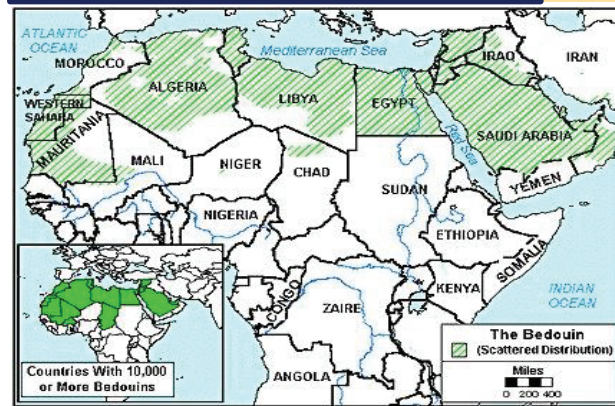 ATLANTIC
OCEAN
Mediterranean Sea
MOROCCO
IRAQ
IRAN
ALGERIA
LIBYA
EGYPT
WESTERN
SAHARA
SAUDI ARABIA
Red Sea
MAURITANIA
MALI
NIGER
CHAD
SUDAN
YEMEN
NIGERIA
ETHIOPIA
SOMALIA
CONGO
ZAIRE
KENYA
INDIAN
OCEAN
ANGOLA
Countries With 10,000
or More Bedouins
The Bedouin
(Scattered Distribution)
Miles
0 200 400